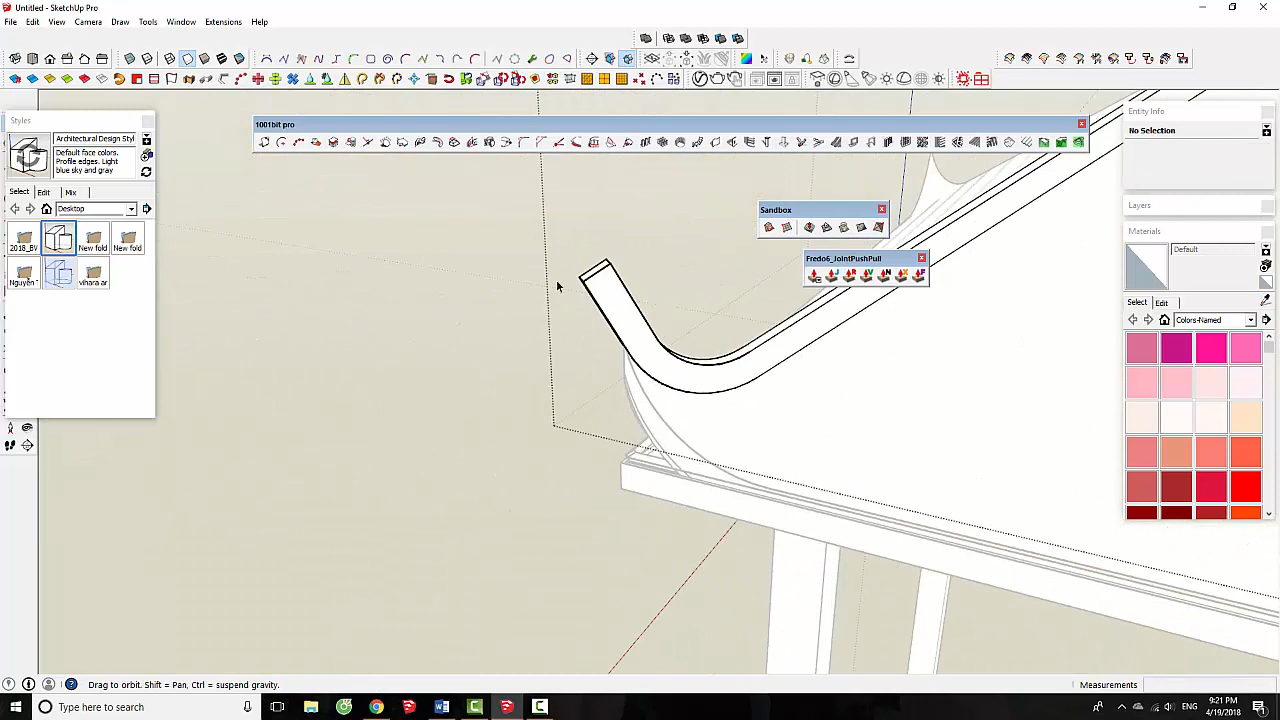 Untitled - SketchUp Pro
File Edit View Camera Draw Tools Window Extensions Help
Styles
Architectural Design Styl
Default face colors.
Profile edges. Light
blue sky and gray
Select Edit Mix
Desktop
2018_BV
New fold
New fold
Nguyễn
vihara ar
1001bit pro
Sandbox
Fredo6_JointPushPull
Entity Info
No Selection
Layers
Materials
Default
Select Edit
Colors-Named
Drag to orbit. Shift = Pan, Ctrl = suspend gravity.
Measurements
Type here to search
ENG
9:21 PM
4/19/2018